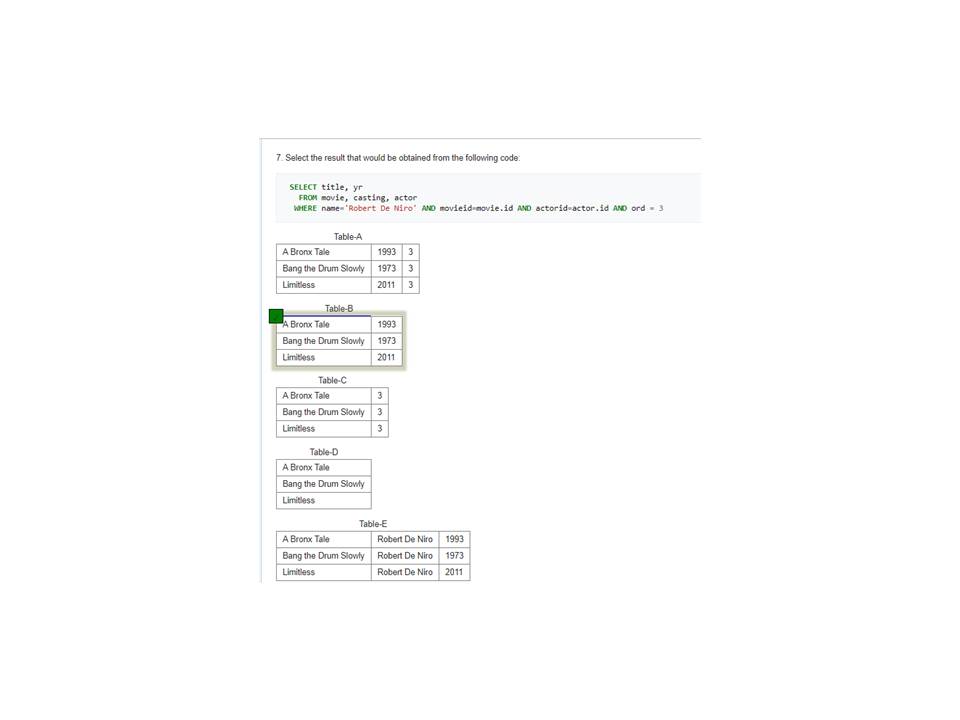 7. Select the result that would be obtained from the following code:
SELECT title, yr
FROM movie, casting, actor
WHERE name='Robert De Niro' AND movieid=movie.id AND actorid=actor.id AND ord = 3
Table-A
A Bronx Tale 1993 3
Bang the Drum Slowly 1973 3
Limitless 2011 3
Table-B
A Bronx Tale 1993
Bang the Drum Slowly 1973
Limitless 2011
Table-C
A Bronx Tale 3
Bang the Drum Slowly 3
Limitless 3
Table-D
A Bronx Tale
Bang the Drum Slowly
Limitless
Table-E
A Bronx Tale Robert De Niro 1993
Bang the Drum Slowly Robert De Niro 1973
Limitless Robert De Niro 2011